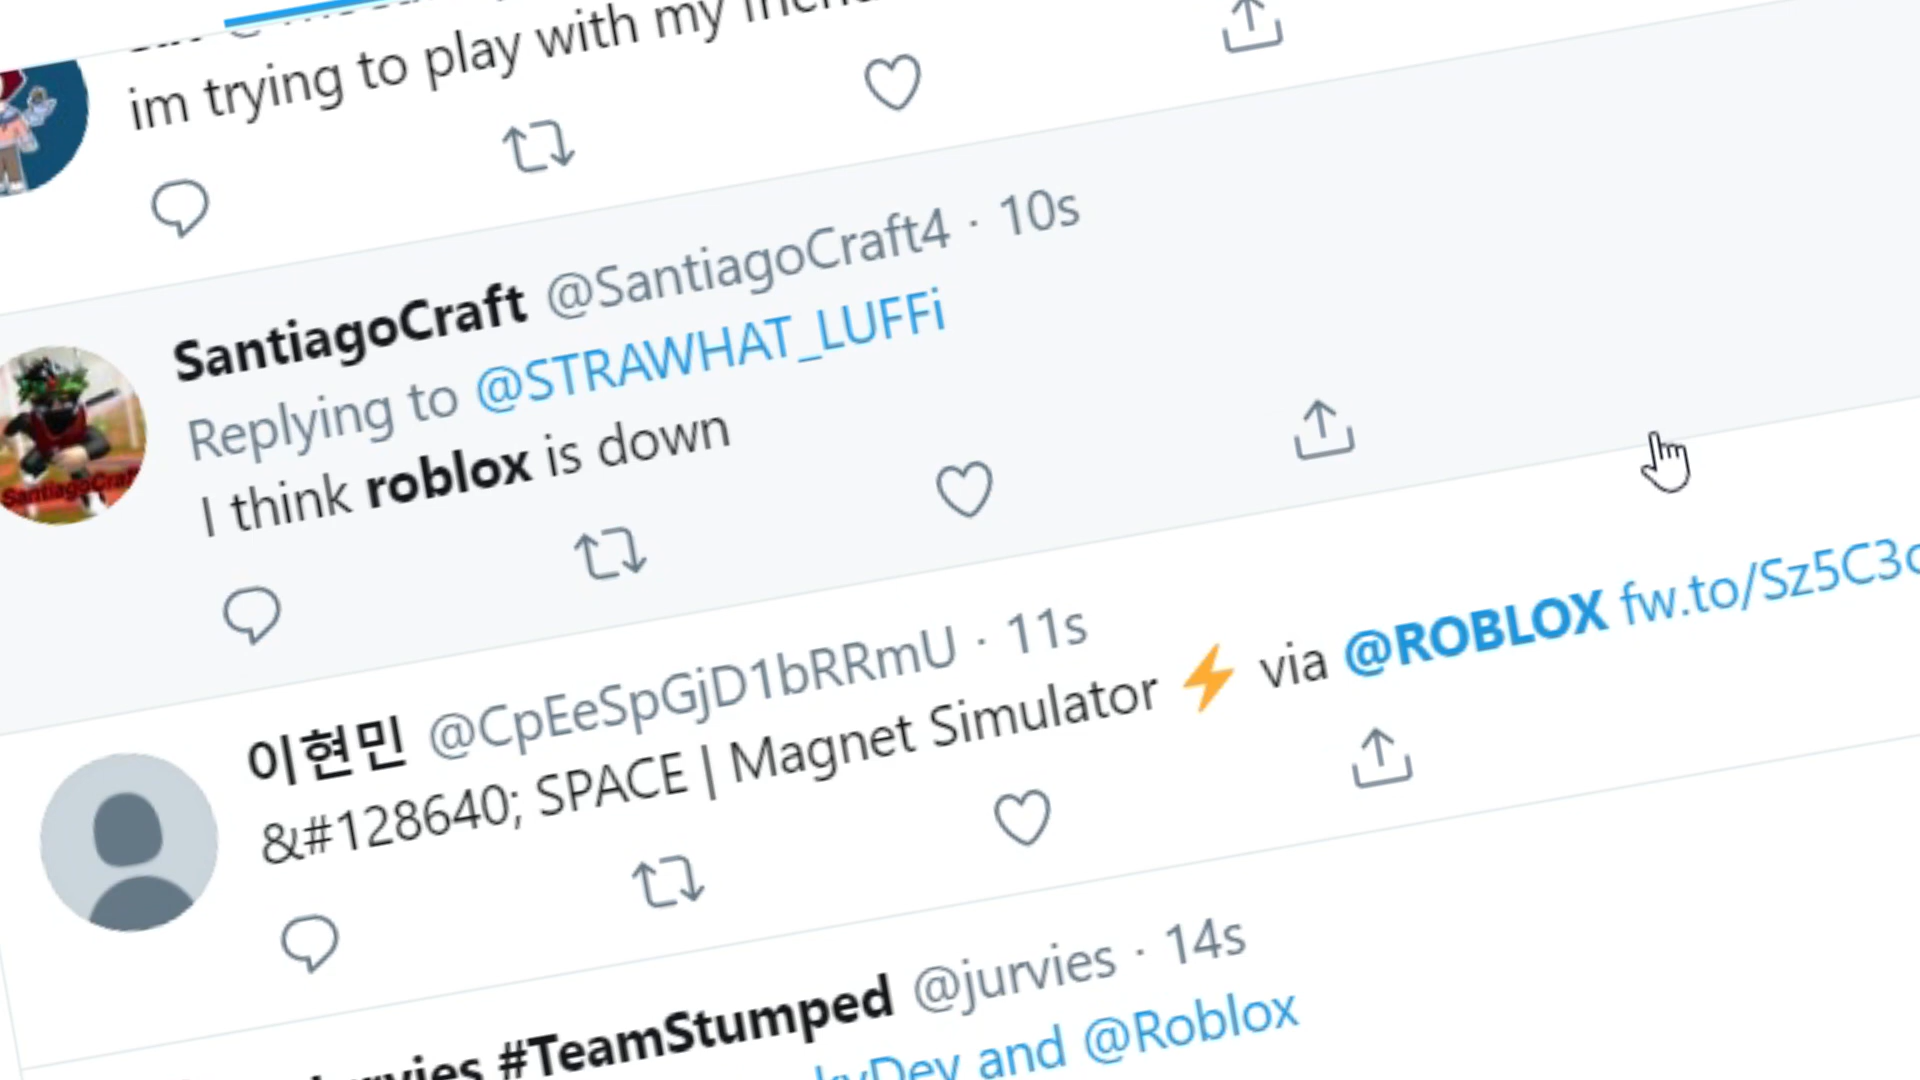 im trying to play with my
SantiagoCraft @SantiagoCraft4 · 10s
Replying to @STRAWHAT_LUFFi
I think roblox is down
SantiagoCraft
이현민 @CpEeSpGjD1bRRmU · 11s
&#128640; SPACE | Magnet Simulator ⚡ via @ROBLOX fw.to/Sz5C3
#TeamStumped @jurvies · 14s
and @Roblox